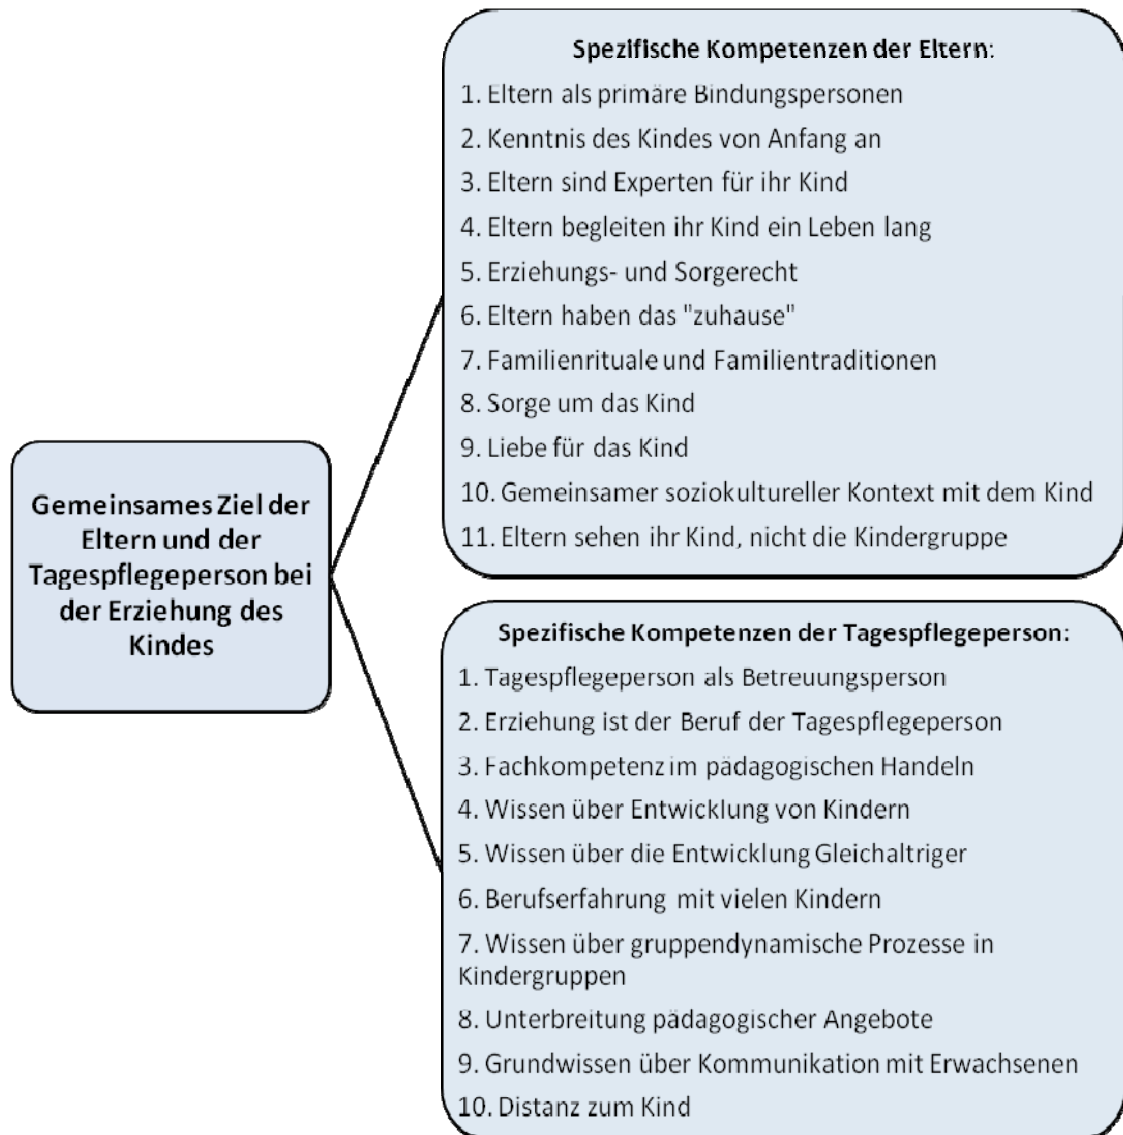 Gemeinsames Ziel der
Eltern und der
Tagespflegeperson bei
der Erziehung des
Kindes
Spezifische Kompetenzen der Eltern:
1. Eltern als primäre Bindungspersonen
2. Kenntnis des Kindes von Anfang an
3. Eltern sind Experten für ihr Kind
4. Eltern begleiten ihr Kind ein Leben lang
5. Erziehungs- und Sorgerecht
6. Eltern haben das "zuhause"
7. Familienrituale und Familientraditionen
8. Sorge um das Kind
9. Liebe für das Kind
10. Gemeinsamer soziokultureller Kontext mit dem Kind
11. Eltern sehen ihr Kind, nicht die Kindergruppe
Spezifische Kompetenzen der Tagespflegeperson:
1. Tagespflegeperson als Betreuungsperson
2. Erziehung ist der Beruf der Tagespflegeperson
3. Fachkompetenz im pädagogischen Handeln
4. Wissen über Entwicklung von Kindern
5. Wissen über die Entwicklung Gleichaltriger
6. Berufserfahrung mit vielen Kindern
7. Wissen über gruppendynamische Prozesse in
Kindergruppen
8. Unterbreitung pädagogischer Angebote
9. Grundwissen über Kommunikation mit Erwachsenen
10. Distanz zum Kind